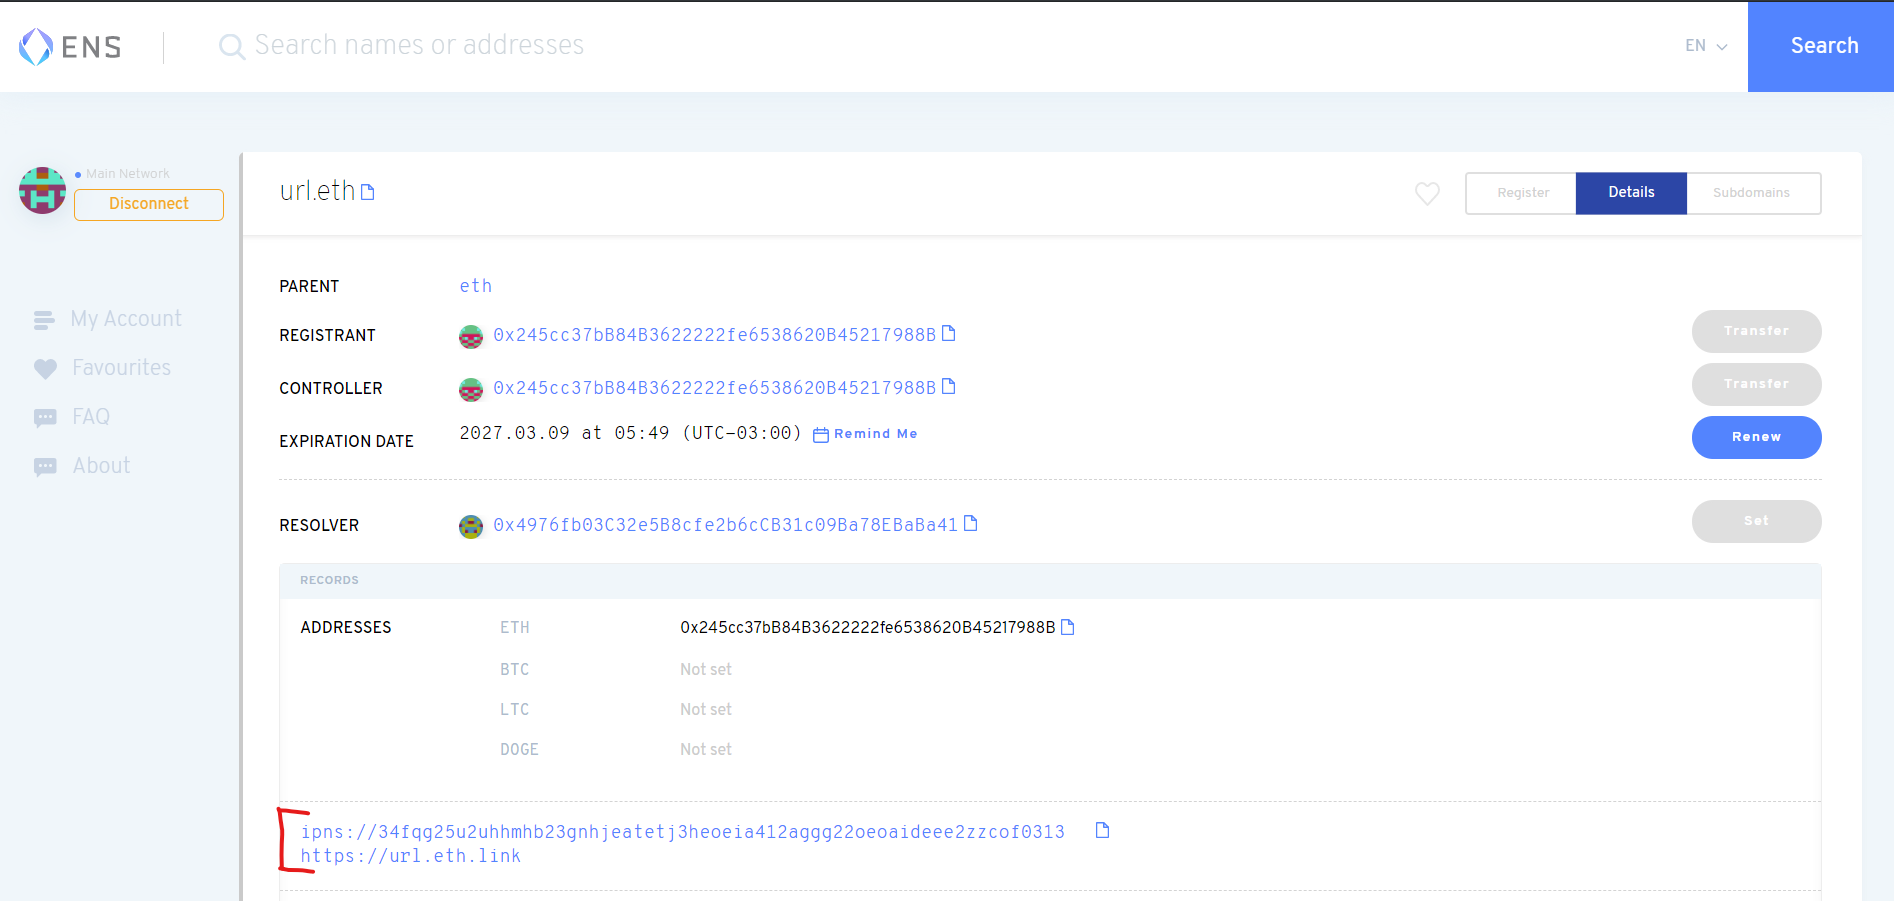 ENS
Search names or addresses
EN
Search
Main Network
Disconnect
My Account
Favourites
FAQ
About
url.eth
Register
Details
Subdomains
PARENT eth
REGISTRANT 0x245cc37bB84B3622222fe6538620B45217988B Transfer
CONTROLLER 0x245cc37bB84B3622222fe6538620B45217988B Transfer
EXPIRATION DATE 2027.03.09 at 05:49 (UTC-03:00) Remind Me Renew
RESOLVER 0x4976fb03C32e5B8cfe2b6cCB31c09Ba78EBaBa41 Set
RECORDS
ADDRESSES ETH 0x245cc37bB84B3622222fe6538620B45217988B
BTC Not set
LTC Not set
DOGE Not set
ipns://34fqg25u2uhhmhb23gnhjeatetj3heoeia412aggg22oeoaideee2zzcof0313
https://url.eth.link